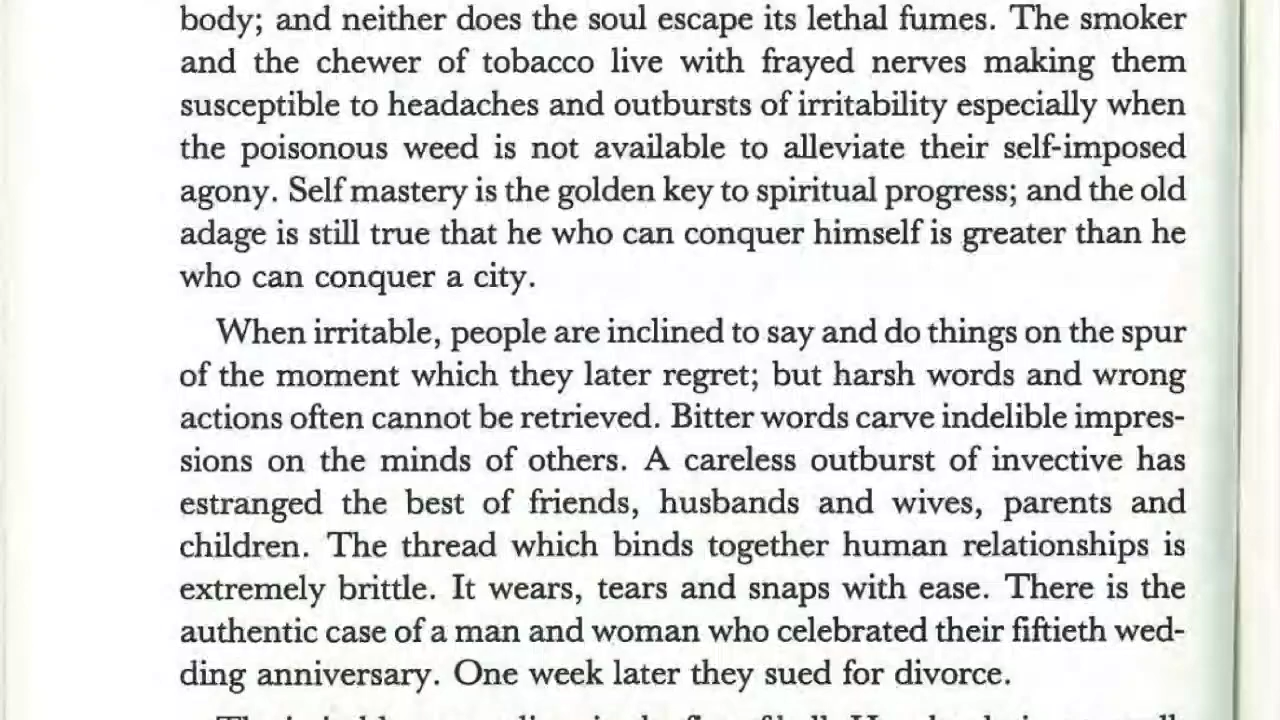 body; and neither does the soul escape its lethal fumes. The smoker
and the chewer of tobacco live with frayed nerves making them
susceptible to headaches and outbursts of irritability especially when
the poisonous weed is not available to alleviate their self-imposed
agony. Self mastery is the golden key to spiritual progress; and the old
adage is still true that he who can conquer himself is greater than he
who can conquer a city.
When irritable, people are inclined to say and do things on the spur
of the moment which they later regret; but harsh words and wrong
actions often cannot be retrieved. Bitter words carve indelible impres-
sions on the minds of others. A careless outburst of invective has
estranged the best of friends, husbands and wives, parents and
children. The thread which binds together human relationships is
extremely brittle. It wears, tears and snaps with ease. There is the
authentic case of a man and woman who celebrated their fiftieth wed-
ding anniversary. One week later they sued for divorce.